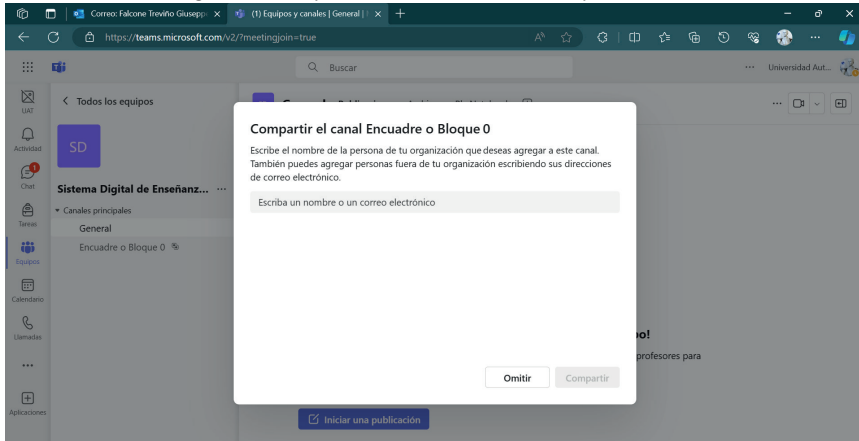 Correo: Falcone Treviño Giusepp
(1) Equipos y canales | General |
https://teams.microsoft.com/v2/?meetingjoin=true
Buscar
Universidad Aut...
UAT
Actividad
Chat
Tareas
Equipos
Calendario
Llamadas
Aplicaciones
Todos los equipos
SD
Sistema Digital de Enseñanz...
Canales principales
General
Encuadre o Bloque 0
Compartir el canal Encuadre o Bloque 0
Escribe el nombre de la persona de tu organización que deseas agregar a este canal.
También puedes agregar personas fuera de tu organización escribiendo sus direcciones
de correo electrónico.
Escriba un nombre o un correo electrónico
Omitir
Compartir
po!
profesores para
Iniciar una publicación